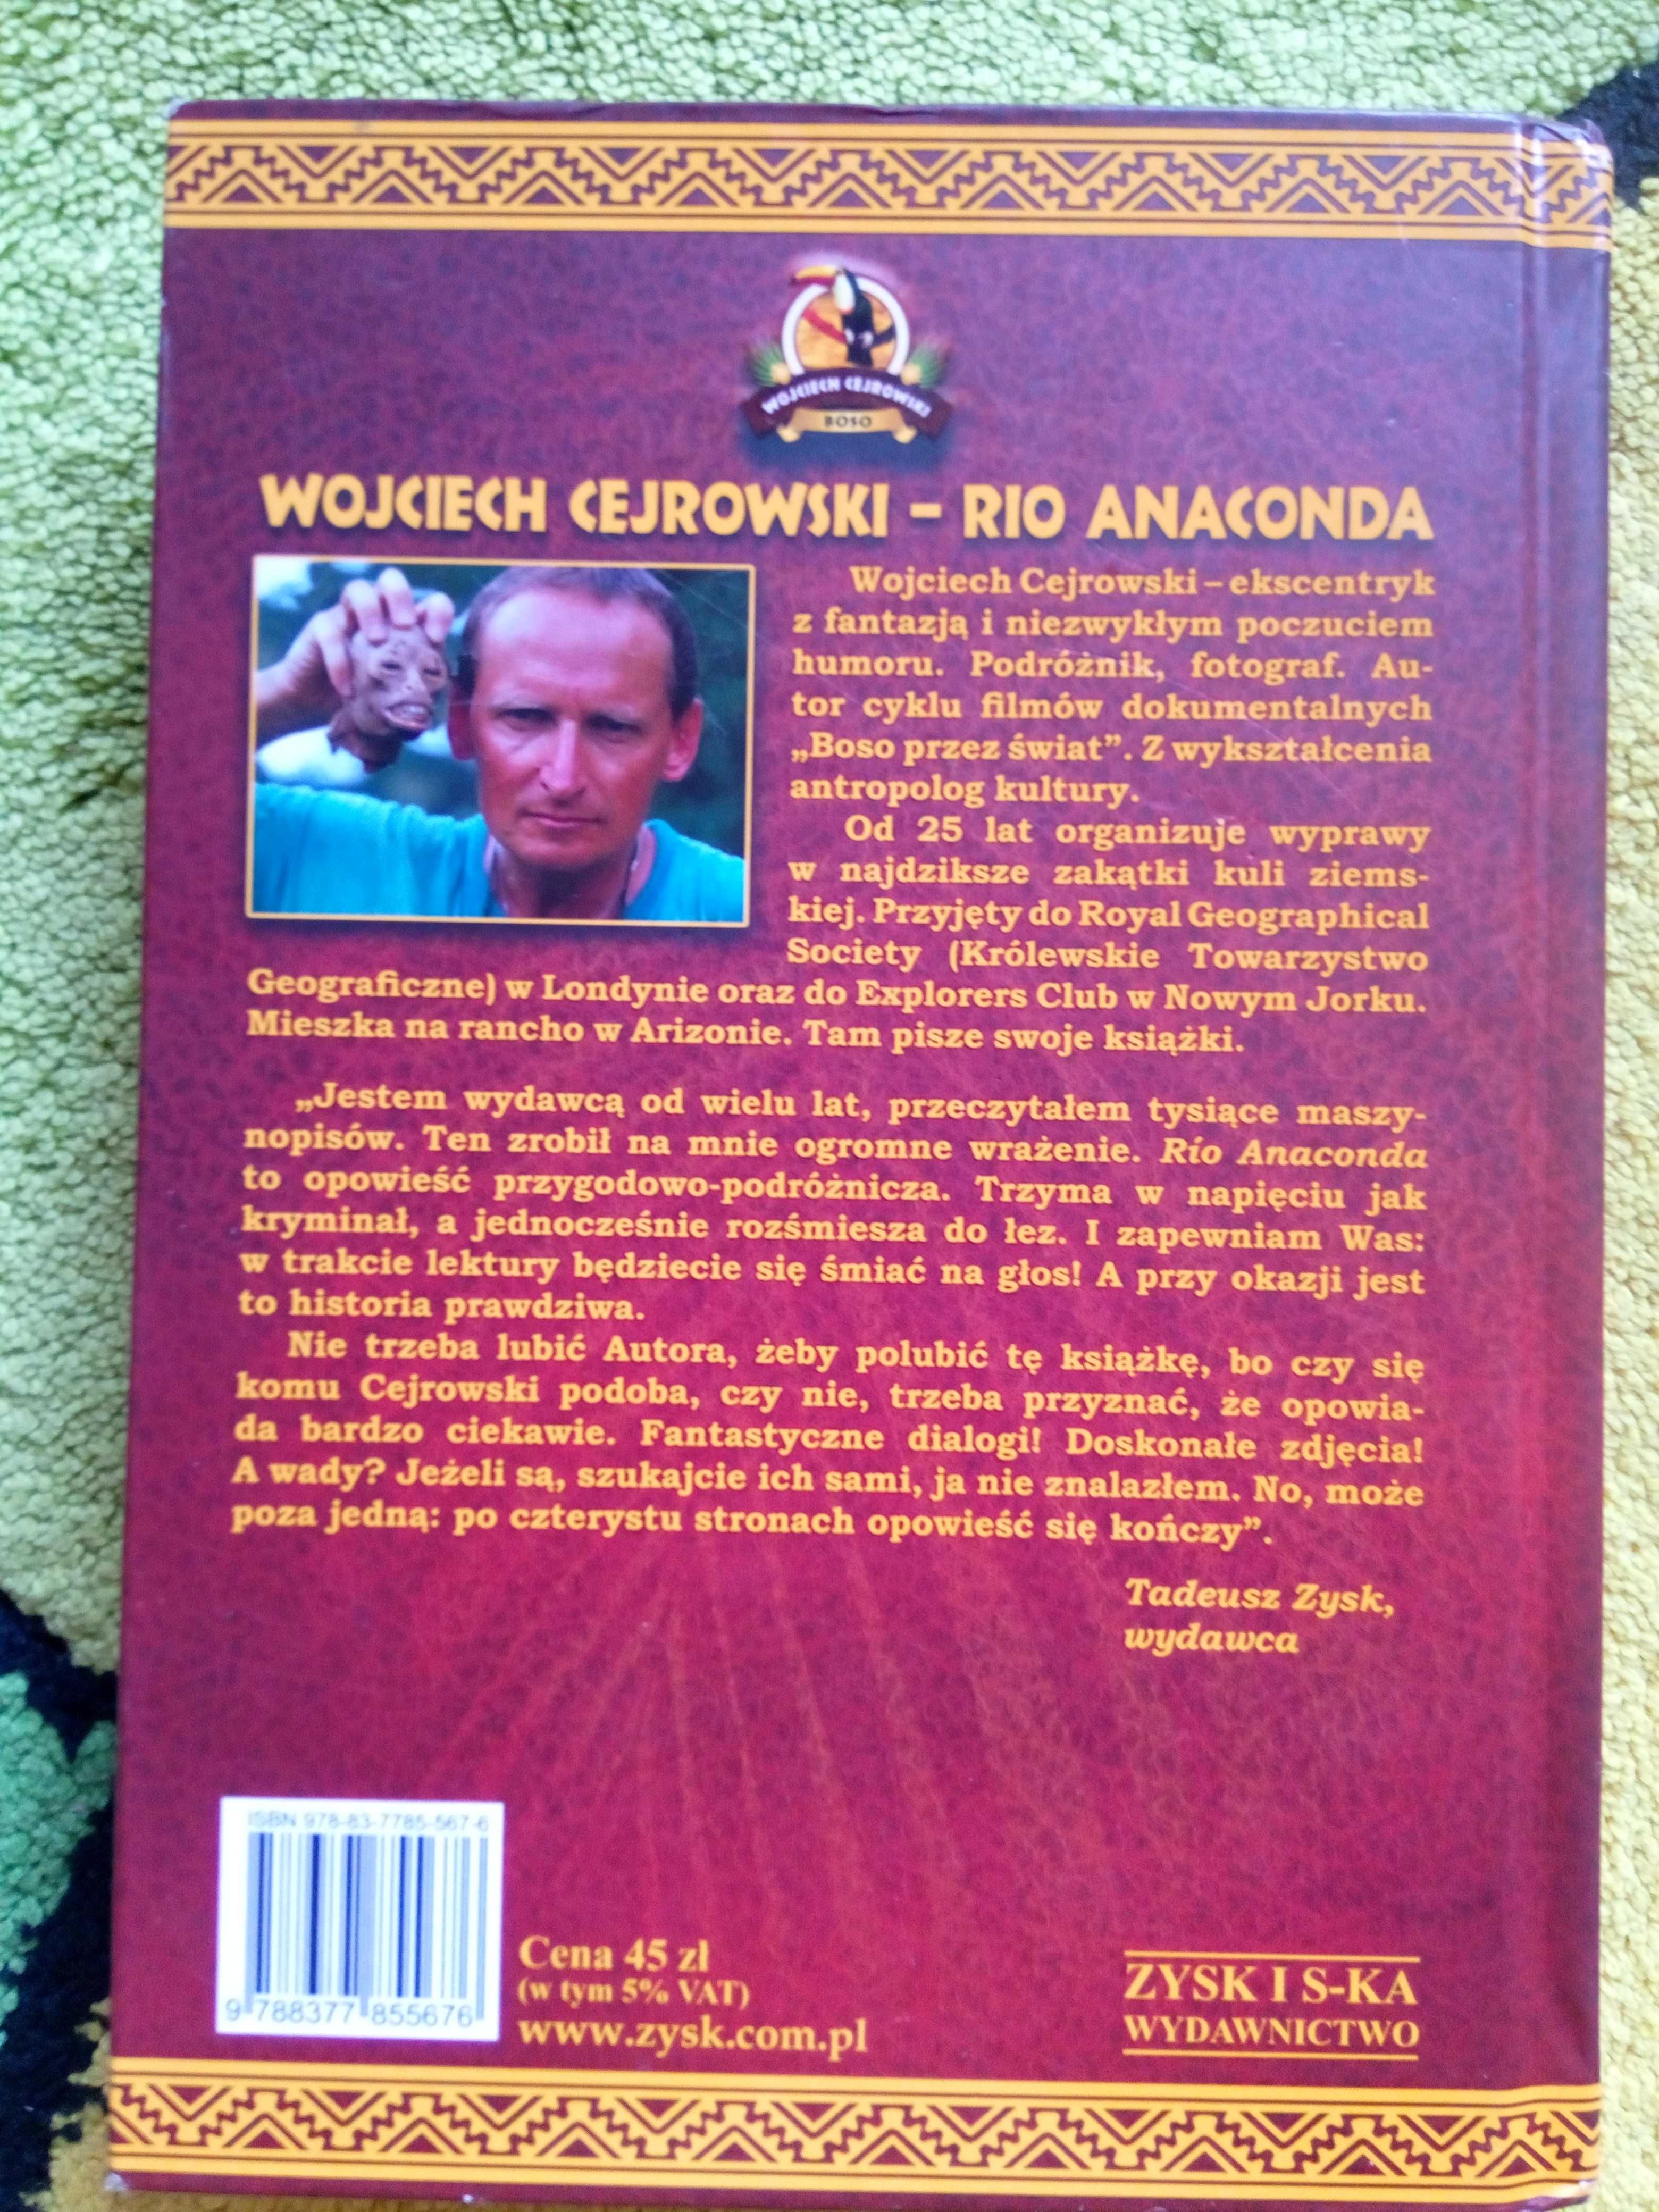 WOJCIECH CEJROWSKI
BOSO
WOJCIECH CEJROWSKI – RIO ANACONDA
Wojciech Cejrowski – ekscentryk
z fantazją i niezwykłym poczuciem
humoru. Podróżnik, fotograf. Au-
tor cyklu filmów dokumentalnych
„Boso przez świat”. Z wykształcenia
antropolog kultury.
Od 25 lat organizuje wyprawy
w najdziksze zakątki kuli ziems-
kiej. Przyjęty do Royal Geographical
Society (Królewskie Towarzystwo
Geograficzne) w Londynie oraz do Explorers Club w Nowym Jorku.
Mieszka na rancho w Arizonie. Tam pisze swoje książki.
„Jestem wydawcą od wielu lat, przeczytałem tysiące maszy-
nopisów. Ten zrobił na mnie ogromne wrażenie. Río Anaconda
to opowieść przygodowo-podróżnicza. Trzyma w napięciu jak
kryminał, a jednocześnie rozśmiesza do łez. I zapewniam Was:
w trakcie lektury będziecie się śmiać na głos! A przy okazji jest
to historia prawdziwa.
Nie trzeba lubić Autora, żeby polubić tę książkę, bo czy się
komu Cejrowski podoba, czy nie, trzeba przyznać, że opowia-
da bardzo ciekawie. Fantastyczne dialogi! Doskonałe zdjęcia!
A wady? Jeżeli są, szukajcie ich sami, ja nie znalazłem. No, może
poza jedną: po czterystu stronach opowieść się kończy”.
Tadeusz Zysk,
wydawca
ISBN 978-83-7785-567-6
9 788377 855676
Cena 45 zł
(w tym 5% VAT)
www.zysk.com.pl
ZYSK I S-KA
WYDAWNICTWO